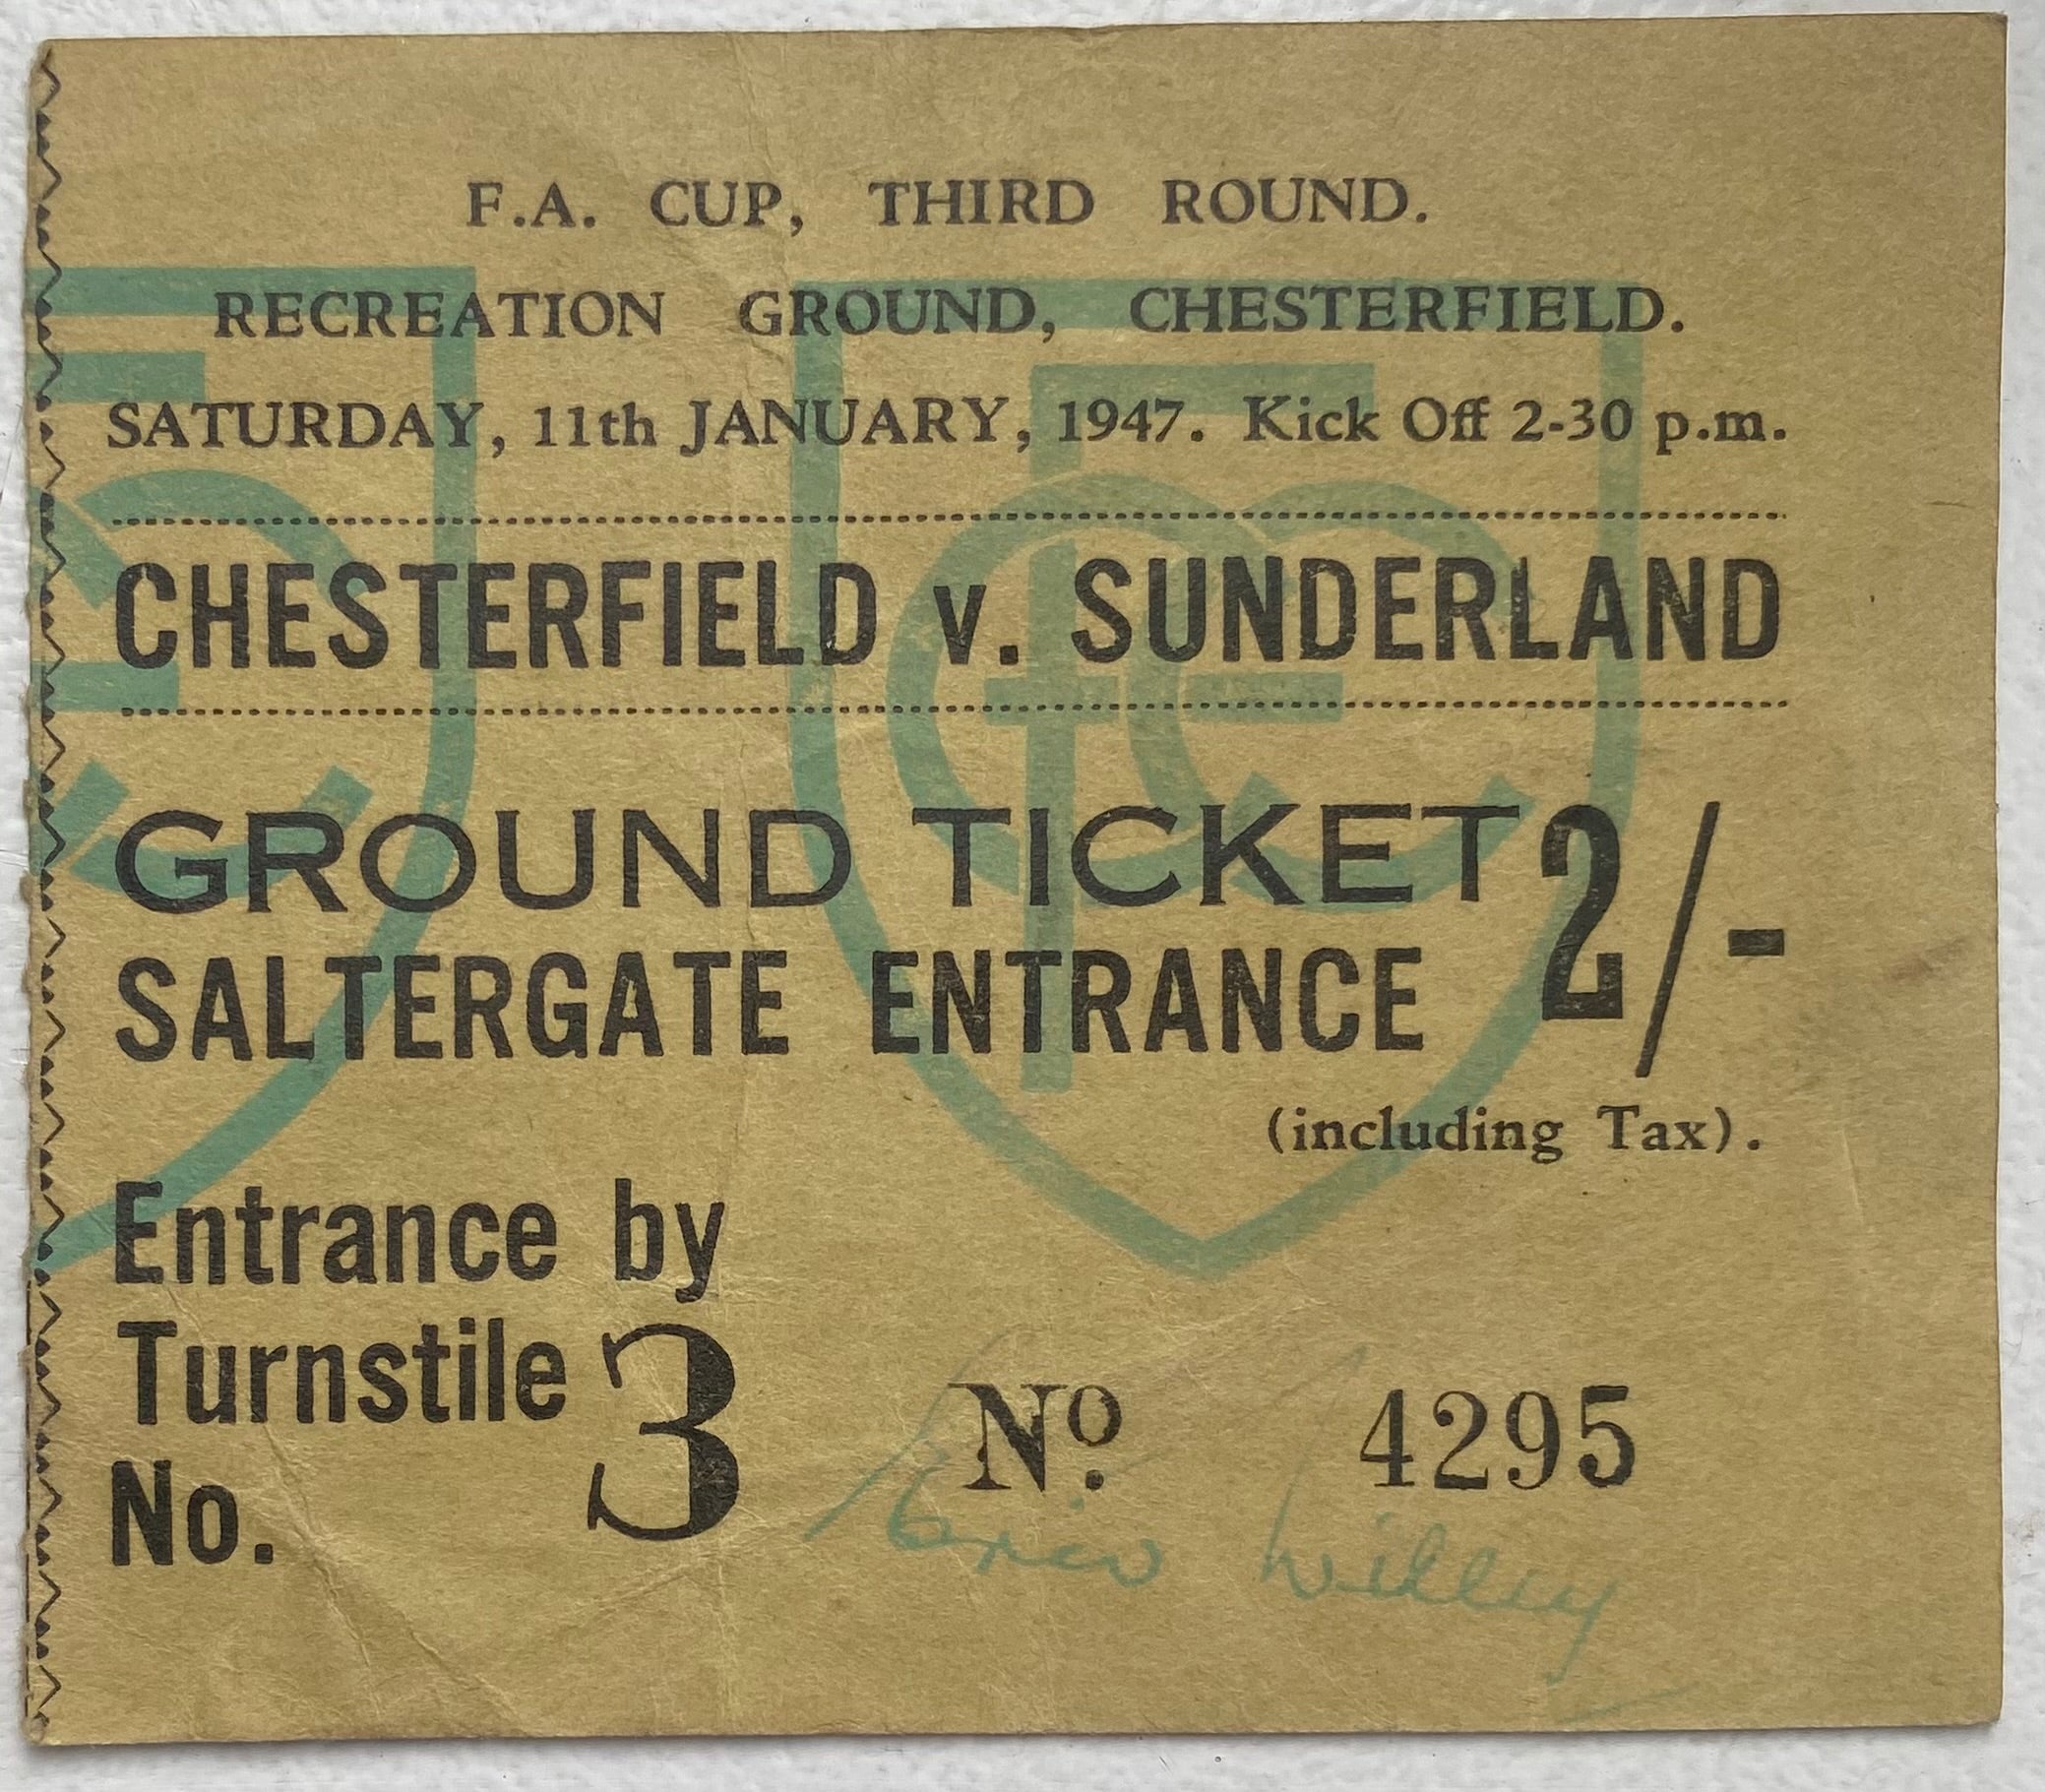 F.A. CUP, THIRD ROUND.
RECREATION GROUND, CHESTERFIELD.
SATURDAY, 11th JANUARY, 1947. Kick Off 2-30 p.m.
CHESTERFIELD v. SUNDERLAND
GROUND TICKET 2/-
SALTERGATE ENTRANCE
(including Tax).
Entrance by
Turnstile 3
No.
Nº. 4295